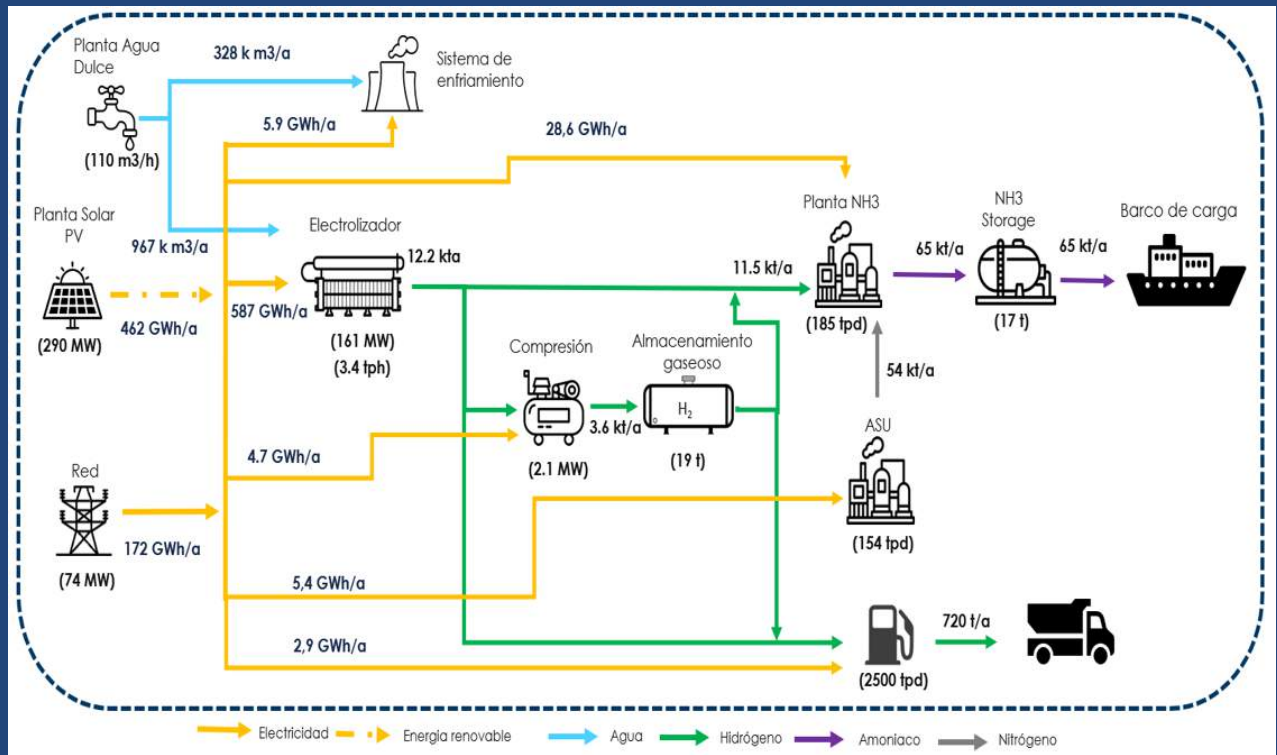 Planta Agua
Dulce
328 k m3/a
Sistema de
enfriamiento
(110 m3/h)
5.9 GWh/a
28,6 GWh/a
Planta Solar
PV
967 k m3/a
Electrolizador
12.2 kta
Planta NH3
NH3
Storage
Barco de carga
11.5 kt/a
65 kt/a
65 kt/a
462 GWh/a
587 GWh/a
(290 MW)
(161 MW)
(3.4 tph)
(185 tpd)
(17 t)
Compresión
Almacenamiento
gaseoso
H2
3.6 kt/a
54 kt/a
ASU
4.7 GWh/a
(2.1 MW)
(19 t)
Red
172 GWh/a
(74 MW)
(154 tpd)
5,4 GWh/a
2,9 GWh/a
720 t/a
(2500 tpd)
Electricidad
Energia renovable
Agua
Hidrógeno
Amoniaco
Nitrógeno